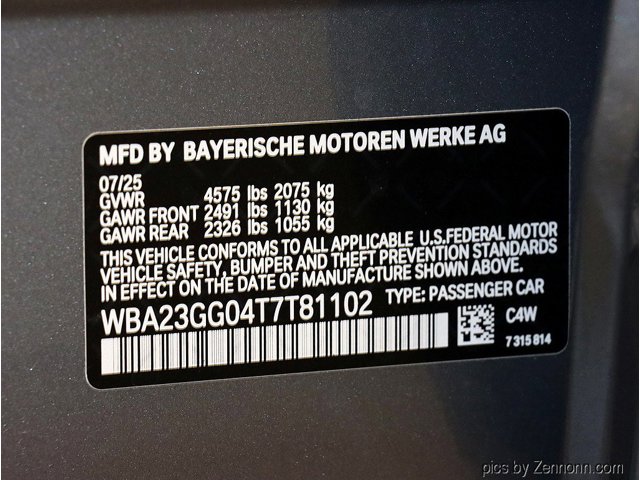 MFD BY BAYERISCHE MOTOREN WERKE AG
07/25
GVWR 4575 lbs 2075 kg
GAWR FRONT 2491 lbs 1130 kg
GAWR REAR 2326 lbs 1055 kg
THIS VEHICLE CONFORMS TO ALL APPLICABLE U.S.FEDERAL MOTOR
VEHICLE SAFETY, BUMPER AND THEFT PREVENTION STANDARDS
IN EFFECT ON THE DATE OF MANUFACTURE SHOWN ABOVE.
WBA23GG04T7T81102 TYPE: PASSENGER CAR
C4W
7 315 814
pics by Zennonn.com